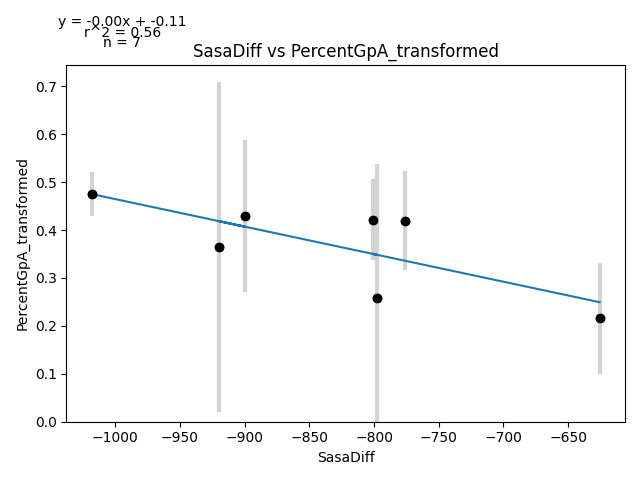 y = -0.00x + -0.11
r^2 = 0.56
n = 7
SasaDiff vs PercentGpA_transformed
PercentGpA_transformed
0.7
0.6
0.5
0.4
0.3
0.2
0.1
0.0
−1000 −950 −900 −850 −800 −750 −700 −650
SasaDiff